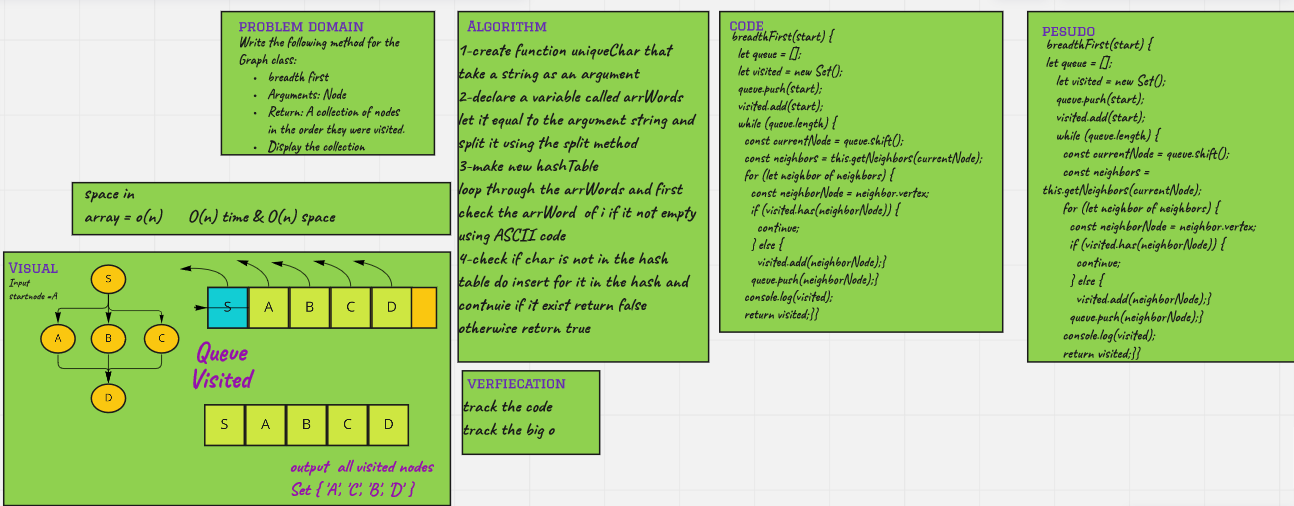 PROBLEM DOMAIN
Write the following method for the
Graph class:
• breadth first
• Arguments: Node
• Return: A collection of nodes
in the order they were visited.
• Display the collection
space in
array = o(n) O(n) time & O(n) space
VISUAL
Input
startnode =A
S
A
B
C
D
S A B C D
Queue
Visited
S A B C D
output all visited nodes
Set { 'A', 'C', 'B', 'D' }
ALGORITHM
1-create function uniqueChar that
take a string as an argument
2-declare a variable called arrWords
let it equal to the argument string and
split it using the split method
3-make new hashTable
loop through the arrWords and first
check the arrWord of i if it not empty
using ASCII code
4-check if char is not in the hash
table do insert for it in the hash and
contnuie if it exist return false
otherwise return true
VERFIECATION
track the code
track the big o
CODE
breadthFirst(start) {
let queue = [];
let visited = new Set();
queue.push(start);
visited.add(start);
while (queue.length) {
const currentNode = queue.shift();
const neighbors = this.getNeighbors(currentNode);
for (let neighbor of neighbors) {
const neighborNode = neighbor.vertex;
if (visited.has(neighborNode)) {
continue;
} else {
visited.add(neighborNode);}
queue.push(neighborNode);}
console.log(visited);
return visited;}}
PESUDO
breadthFirst(start) {
let queue = [];
let visited = new Set();
queue.push(start);
visited.add(start);
while (queue.length) {
const currentNode = queue.shift();
const neighbors =
this.getNeighbors(currentNode);
for (let neighbor of neighbors) {
const neighborNode = neighbor.vertex;
if (visited.has(neighborNode)) {
continue;
} else {
visited.add(neighborNode);}
queue.push(neighborNode);}
console.log(visited);
return visited;}}